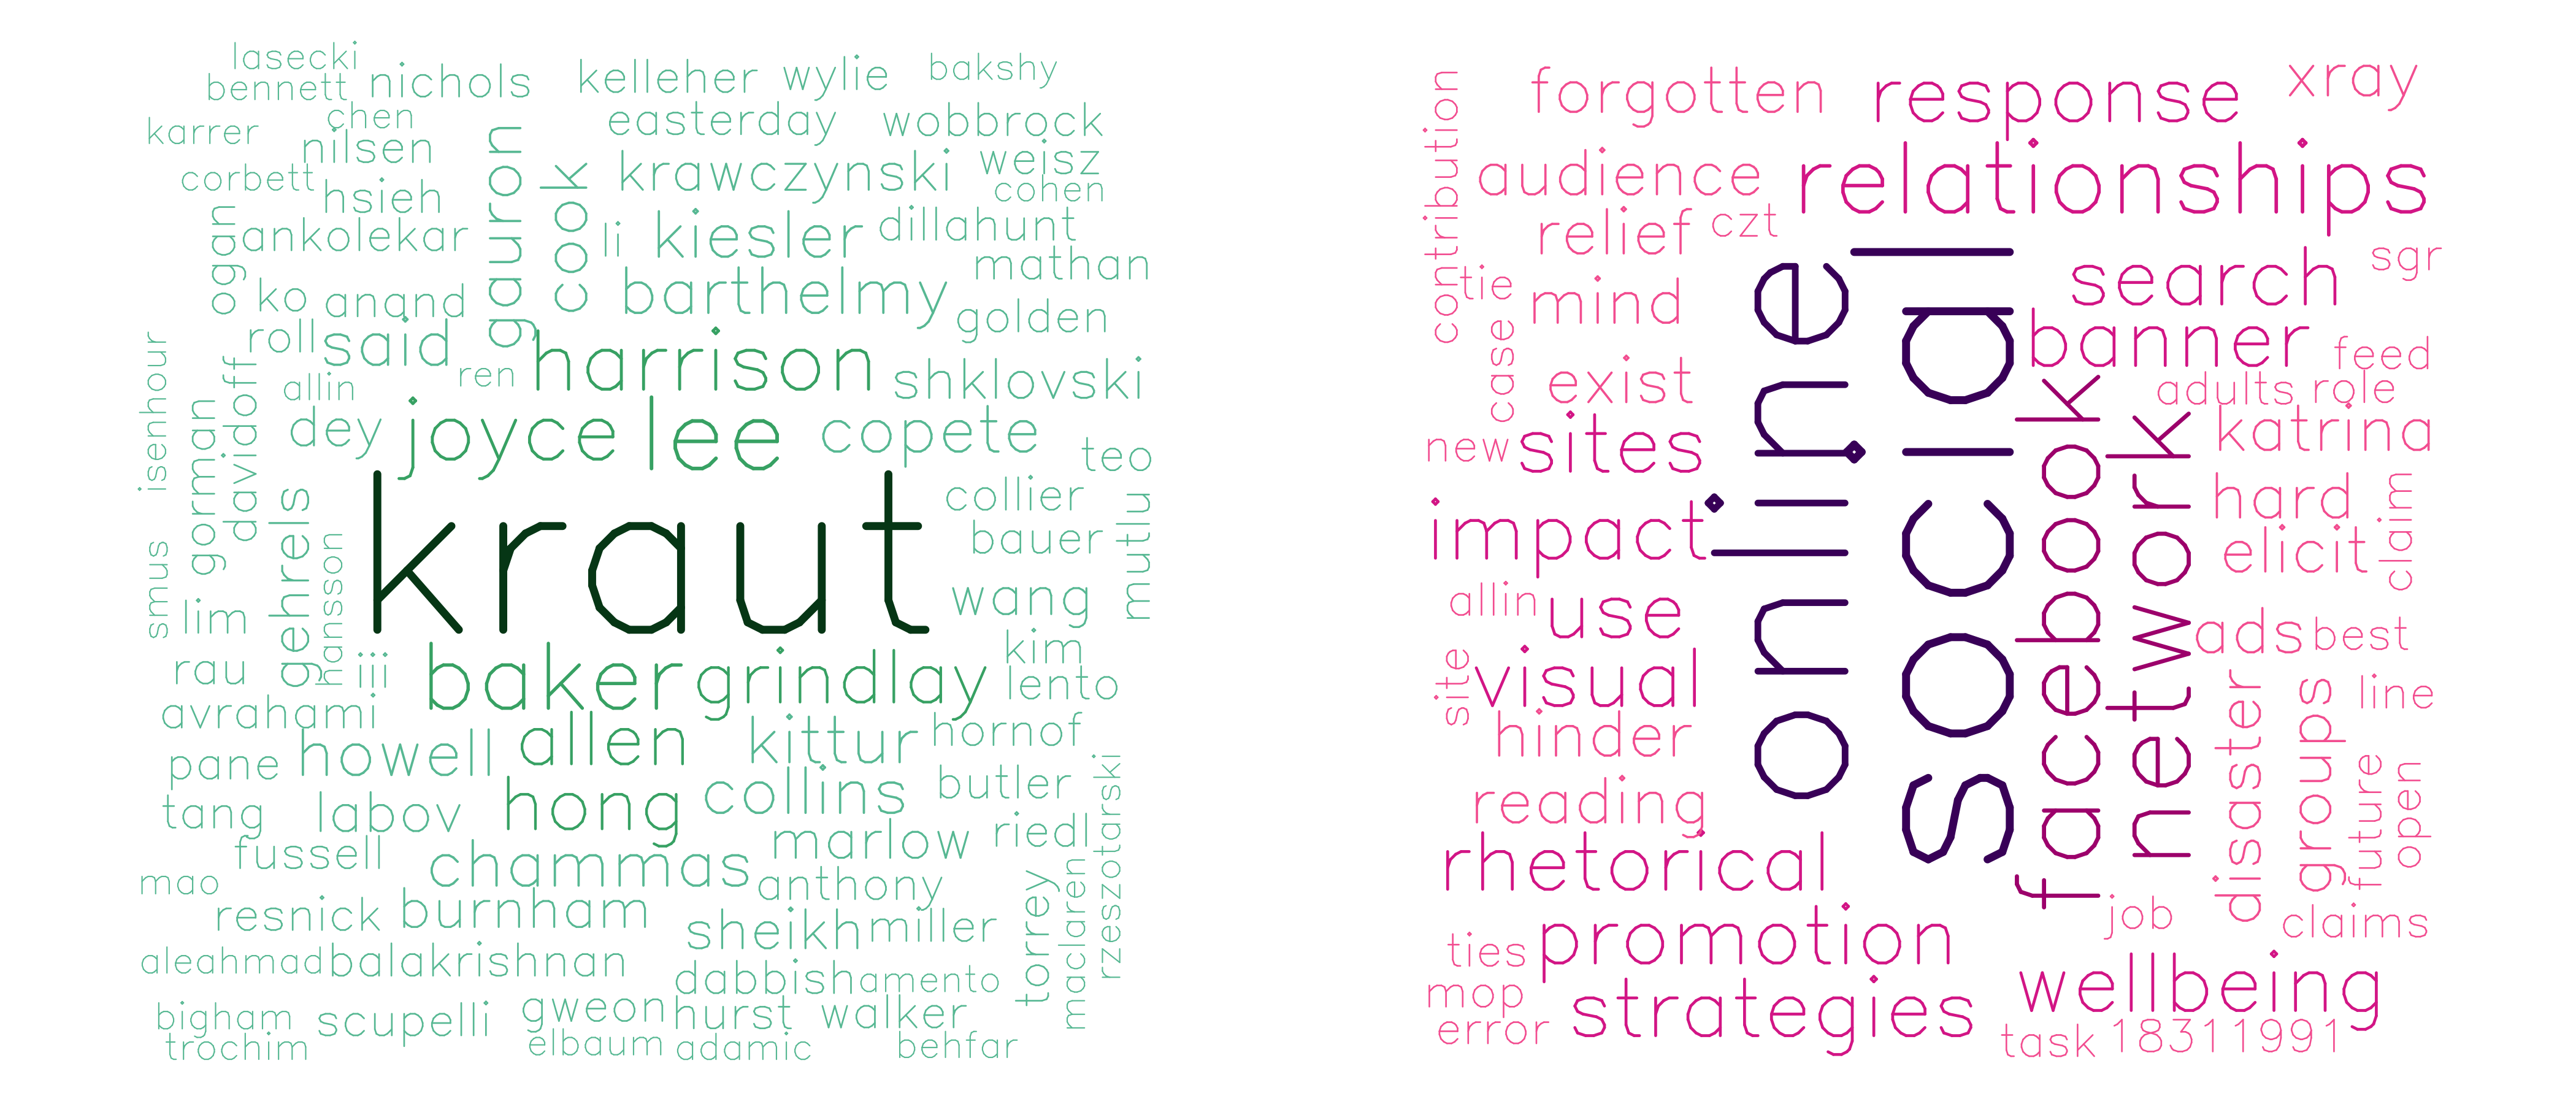 lasecki
bennett
nichols
kelleher
wylie
bakshy
karrer
chen
nilsen
gauron
cook
easterday
wobbrock
corbett
hsieh
krawczynski
weisz
cohen
ogan
ankolekar
li
kiesler
dillahunt
mathan
ko
anand
barthelmy
golden
roll
said
ren
harrison
shklovski
isenhour
gorman
davidoff
allin
dey
joyce
lee
copete
teo
kraut
collier
bauer
mutlu
smus
lim
gehrels
hansson
wang
kim
rau
iii
baker
grindlay
lento
avrahami
howell
allen
kittur
hornof
pane
hong
collins
butler
tang
labov
marlow
riedl
rzeszotarski
fussell
chammas
anthony
mao
resnick
burnham
sheikh
miller
torrey
maclaren
aleahmad
balakrishnan
dabbish
amento
bigham
scupelli
gweon
hurst
walker
trochim
elbaum
adamic
behfar
contribution
forgotten
response
xray
audience
relationships
relief
czt
tie
mind
online
social
search
sgr
case
exist
banner
feed
adults
role
new
sites
facebook
network
katrina
impact
hard
elicit
claim
allin
use
ads
best
site
visual
hinder
disaster
groups
line
reading
future
open
rhetorical
job
claims
ties
promotion
mop
error
strategies
wellbeing
task
18311991